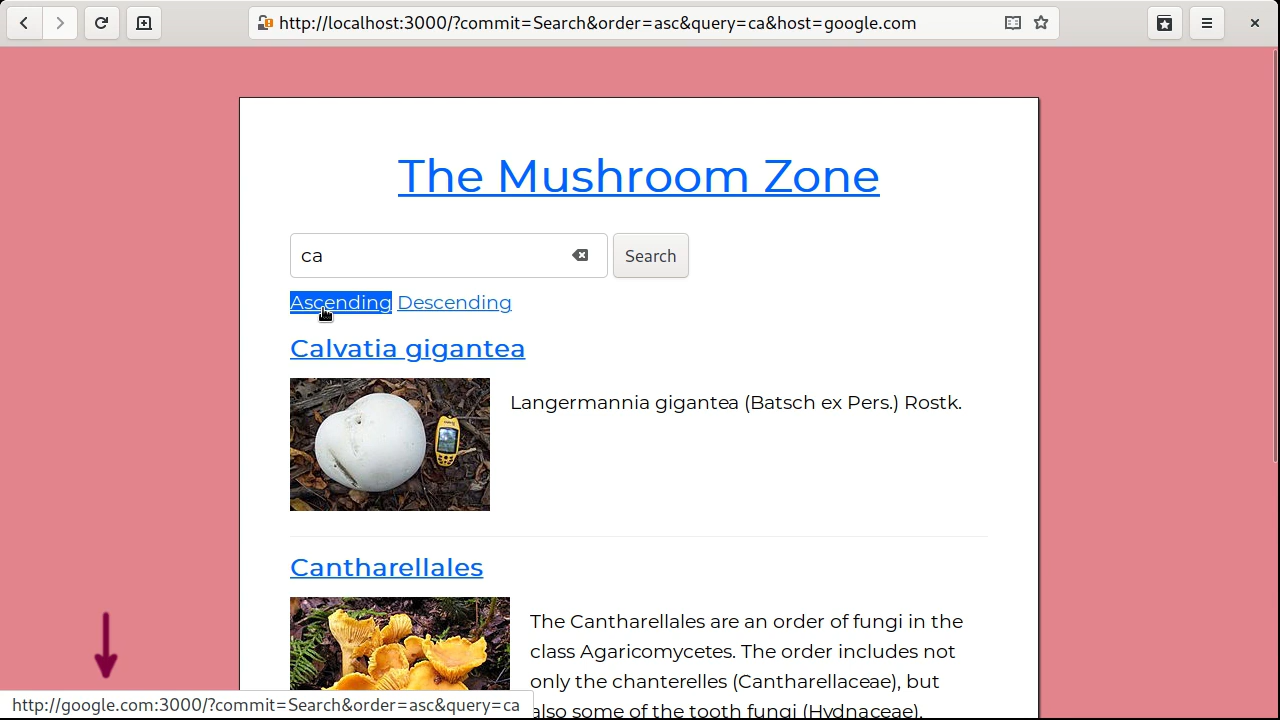 http://localhost:3000/?commit=Search&order=asc&query=ca&host=google.com
The Mushroom Zone
ca
Search
Ascending Descending
Calvatia gigantea
Langermannia gigantea (Batsch ex Pers.) Rostk.
Cantharellales
The Cantharellales are an order of fungi in the
class Agaricomycetes. The order includes not
only the chanterelles (Cantharellaceae), but
also some of the tooth fungi (Hydnaceae),
http://google.com:3000/?commit=Search&order=asc&query=ca